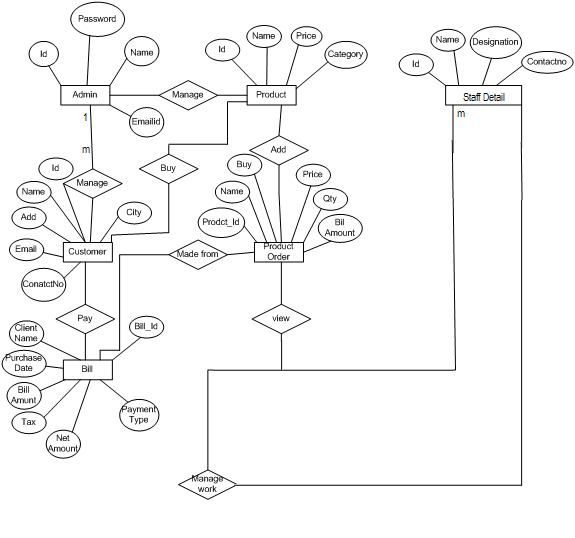 Password
Id
Name
Admin
Emailid
1
m
Manage
Id
Name
Price
Category
Product
Id
Name
Designation
Contactno
Staff Detail
m
Buy
Add
Id
Name
Add
Email
ConatctNo
City
Manage
Customer
Buy
Name
Prodct_Id
Price
Qty
Bil
Amount
Product
Order
Made from
Pay
view
Client
Name
Purchase
Date
Bill
Amunt
Tax
Net
Amount
Payment
Type
Bill_Id
Bill
Manage
work